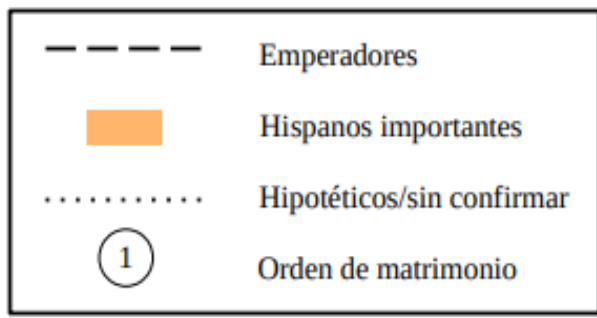 Emperadores
Hispanos importantes
Hipotéticos/sin confirmar
1 Orden de matrimonio